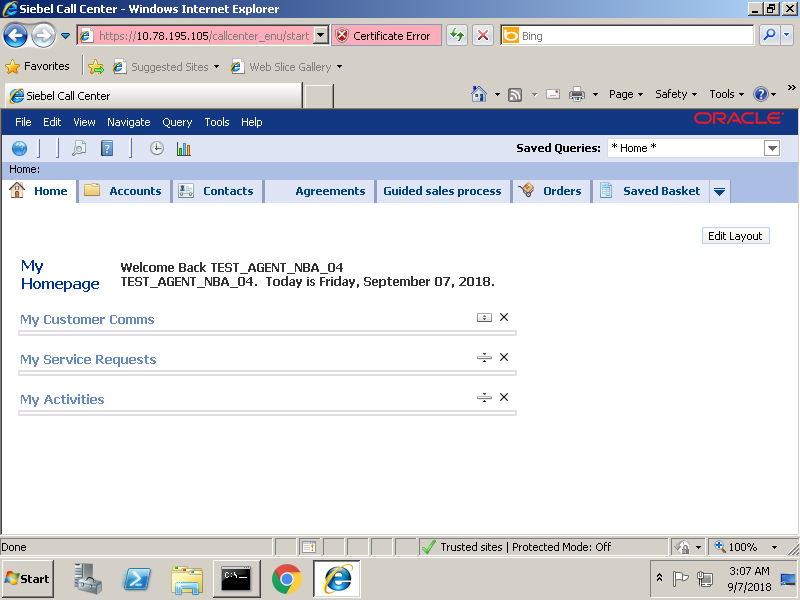 Siebel Call Center - Windows Internet Explorer
https://10.78.195.105/callcenter_enu/start
Certificate Error
Bing
Favorites
Suggested Sites
Web Slice Gallery
Siebel Call Center
Page
Safety
Tools
»
File Edit View Navigate Query Tools Help
ORACLE
Saved Queries:
* Home *
Home:
Home
Accounts
Contacts
Agreements
Guided sales process
Orders
Saved Basket
Edit Layout
My Homepage
Welcome Back TEST_AGENT_NBA_04
TEST_AGENT_NBA_04. Today is Friday, September 07, 2018.
My Customer Comms
My Service Requests
My Activities
Done
Trusted sites | Protected Mode: Off
100%
Start
C:\.
3:07 AM
9/7/2018